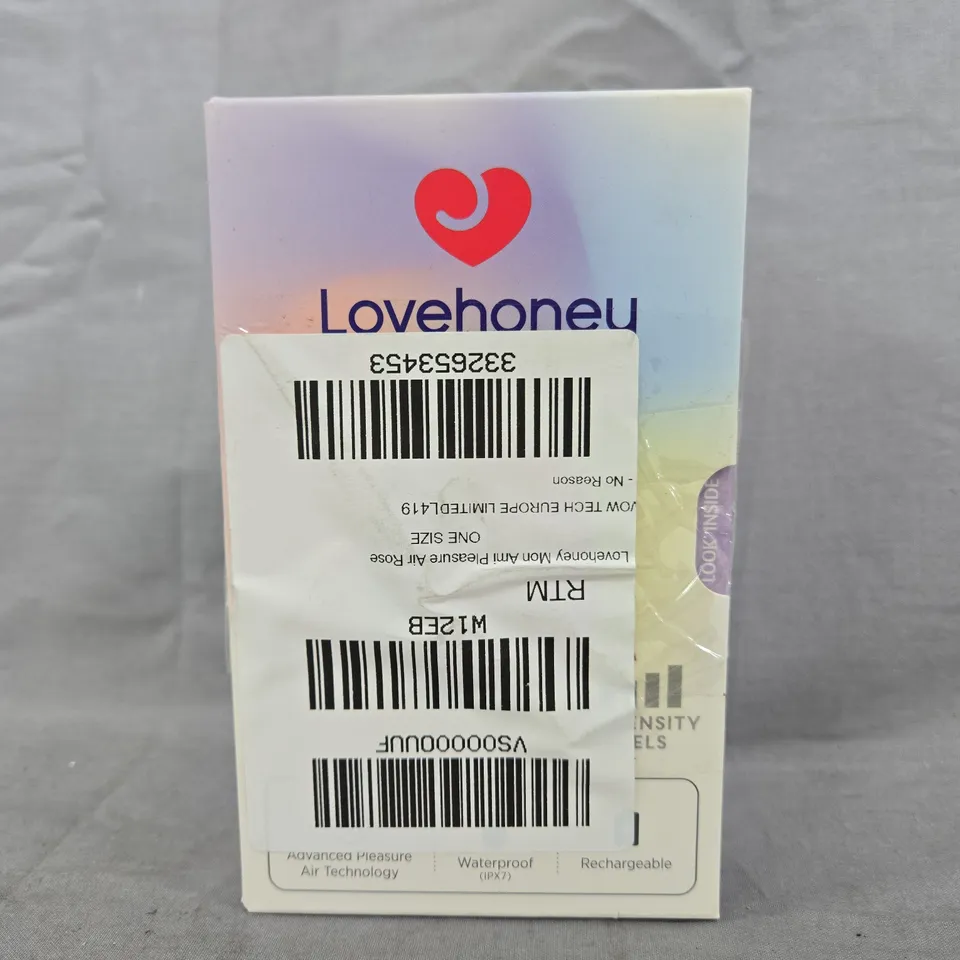 Lovehoney
332653453
- No Reason
WOW TECH EUROPE LIMITEDL419
ONE SIZE
Lovehoney Mon Ami Pleasure Air Rose
RTM
W12EB
VS00000UUF
LOOK INSIDE
ENSITY
ELS
Advanced Pleasure
Air Technology
Waterproof
(IPX7)
Rechargeable